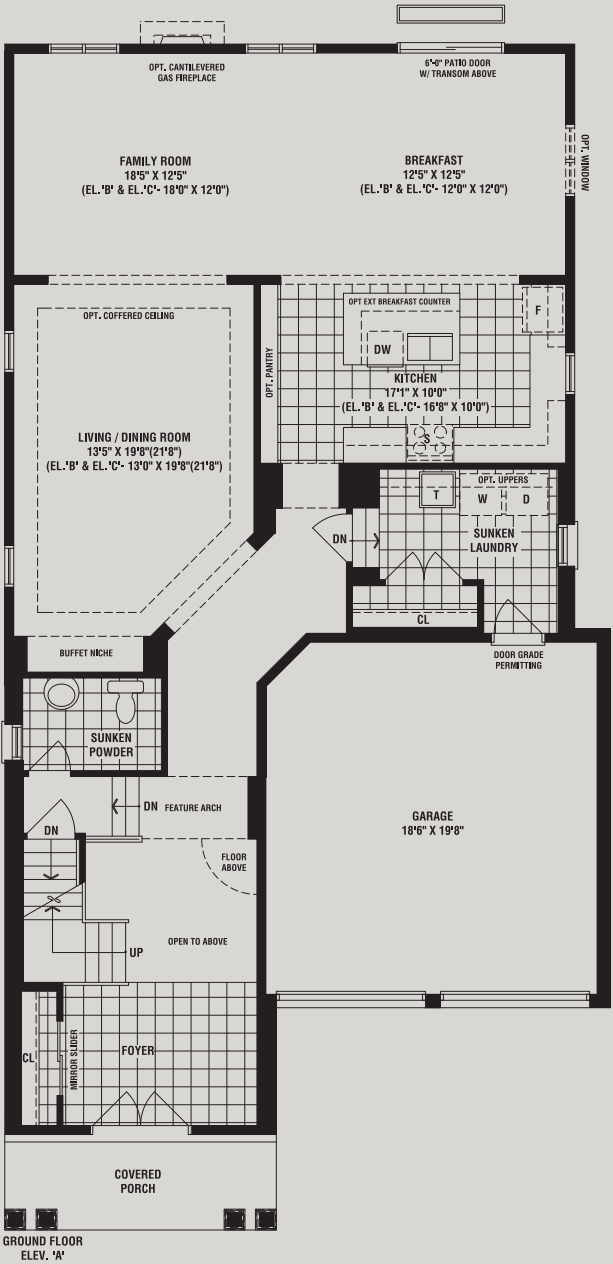 OPT. CANTILEVERED
GAS FIREPLACE
6'-0" PATIO DOOR
W/ TRANSOM ABOVE
FAMILY ROOM
18'5" X 12'5"
(EL.'B' & EL.'C'- 18'0" X 12'0")
BREAKFAST
12'5" X 12'5"
(EL.'B' & EL.'C'- 12'0" X 12'0")
OPT. WINDOW
OPT. COFFERED CEILING
OPT EXT BREAKFAST COUNTER
F
DW
OPT. PANTRY
KITCHEN
17'1" X 10'0"
(EL.'B' & EL.'C'- 16'8" X 10'0")
S
LIVING / DINING ROOM
13'5" X 19'8"(21'8")
(EL.'B' & EL.'C'- 13'0" X 19'8"(21'8")
OPT. UPPERS
T
W
D
DN
SUNKEN
LAUNDRY
CL
BUFFET NICHE
DOOR GRADE
PERMITTING
SUNKEN
POWDER
DN
DN
FEATURE ARCH
GARAGE
18'6" X 19'8"
FLOOR
ABOVE
OPEN TO ABOVE
UP
CL
MIRROR SLIDER
FOYER
COVERED
PORCH
GROUND FLOOR
ELEV. 'A'